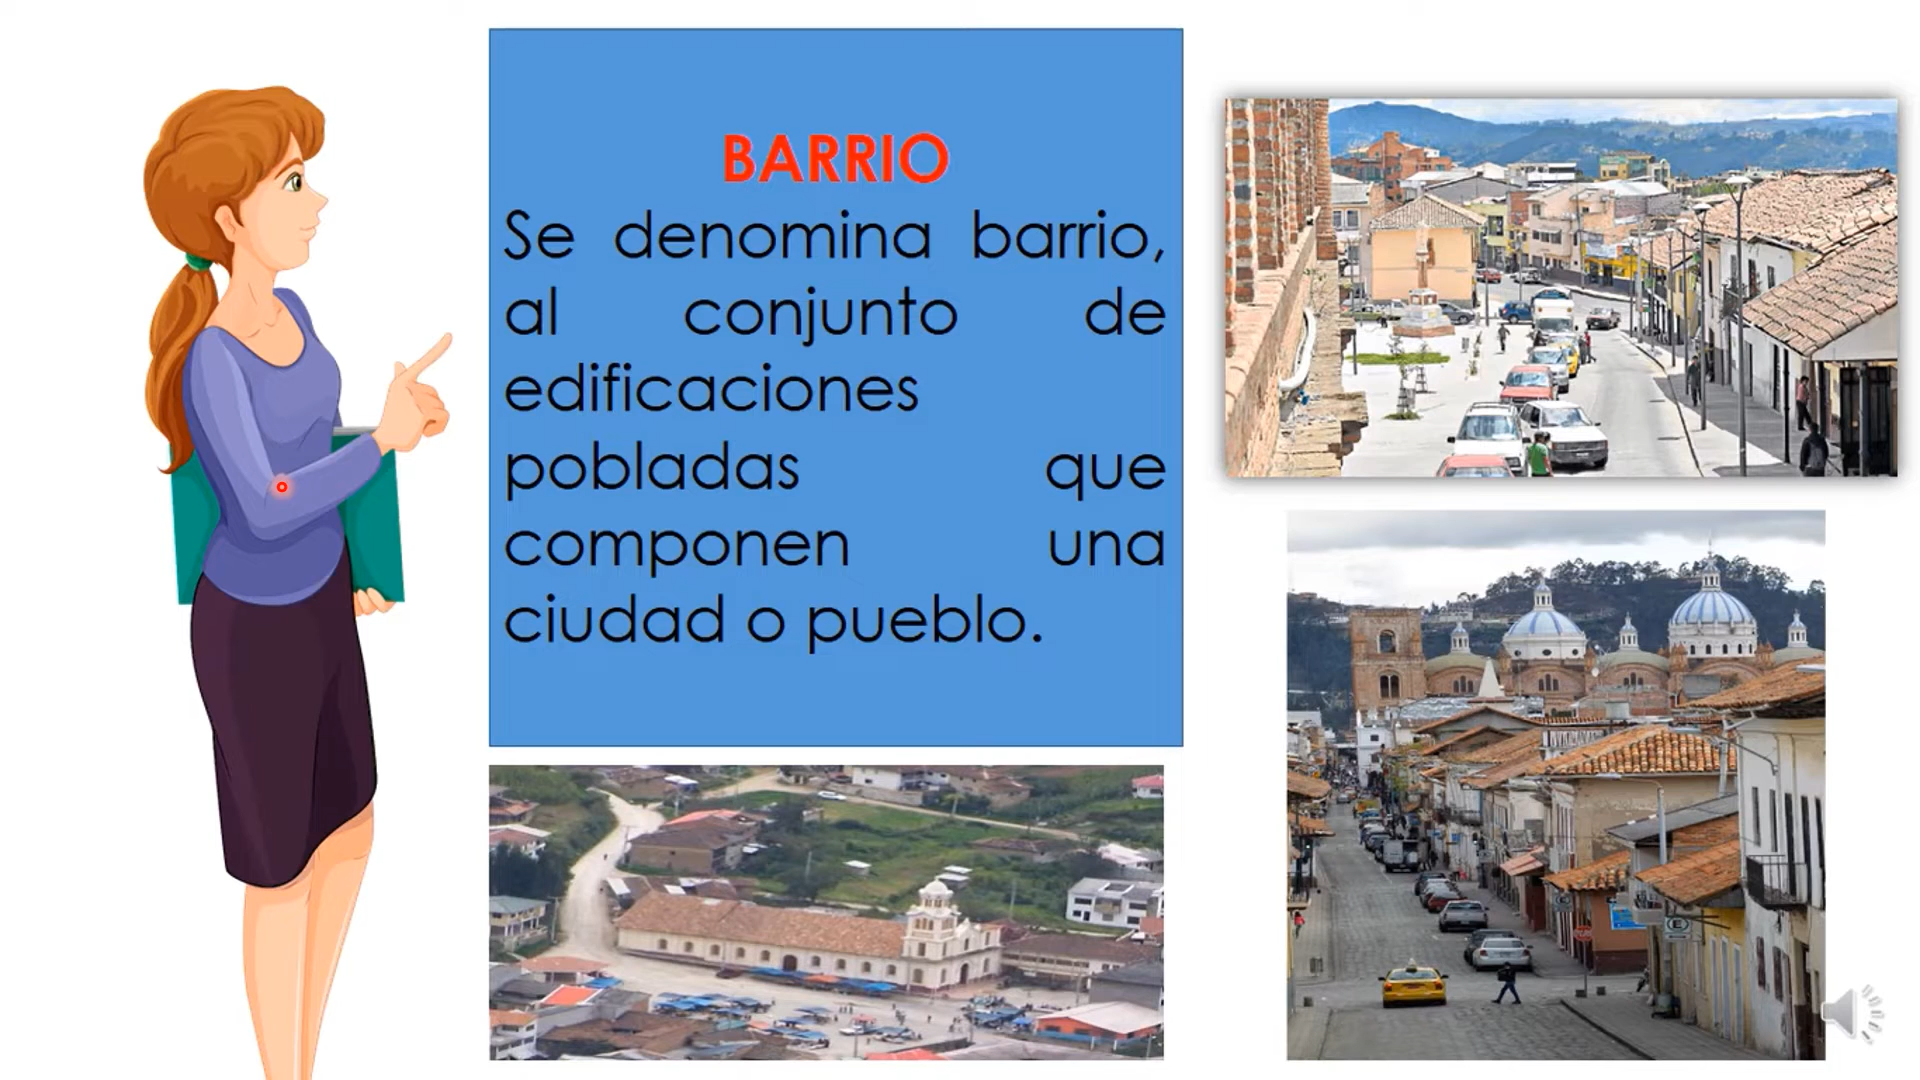 BARRIO
Se denomina barrio,
al conjunto de
edificaciones
pobladas que
componen una
ciudad o pueblo.